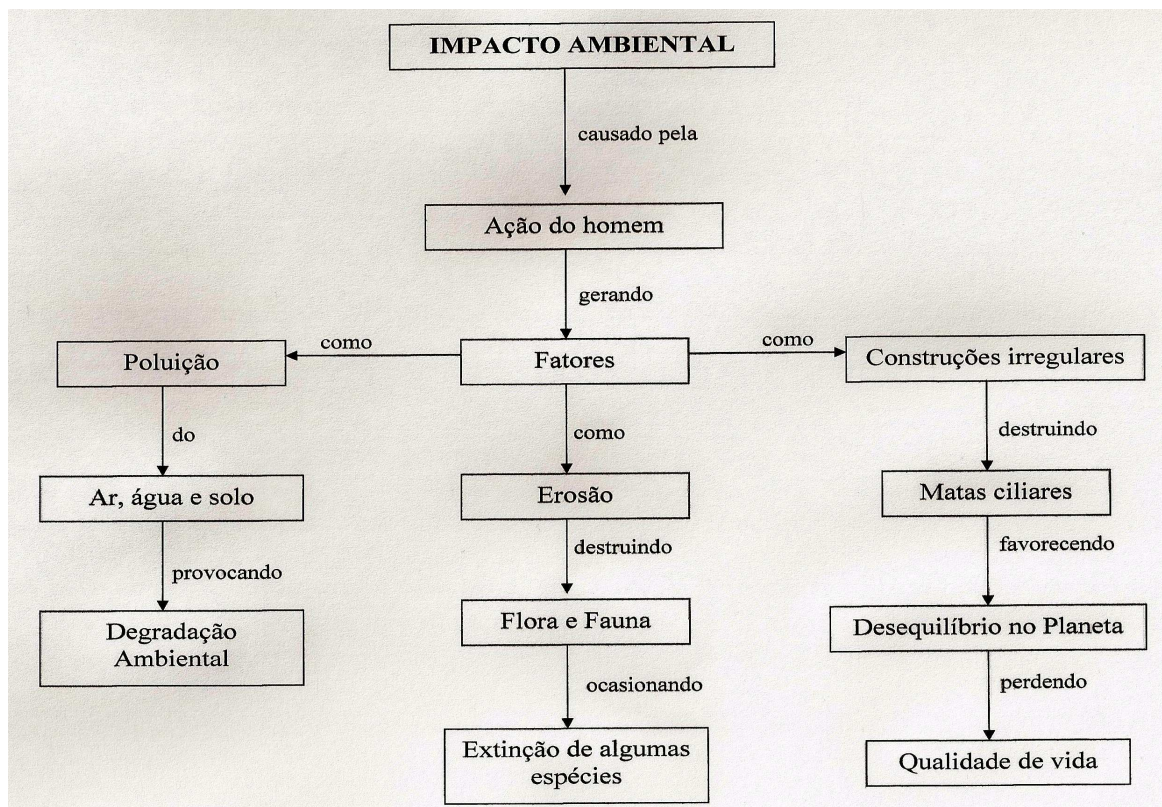 IMPACTO AMBIENTAL
causado pela
Ação do homem
gerando
como
como
Poluição
Fatores
Construções irregulares
do
como
destruindo
Ar, água e solo
Erosão
Matas ciliares
provocando
destruindo
favorecendo
Degradação
Ambiental
Flora e Fauna
Desequilíbrio no Planeta
ocasionando
perdendo
Extinção de algumas
espécies
Qualidade de vida